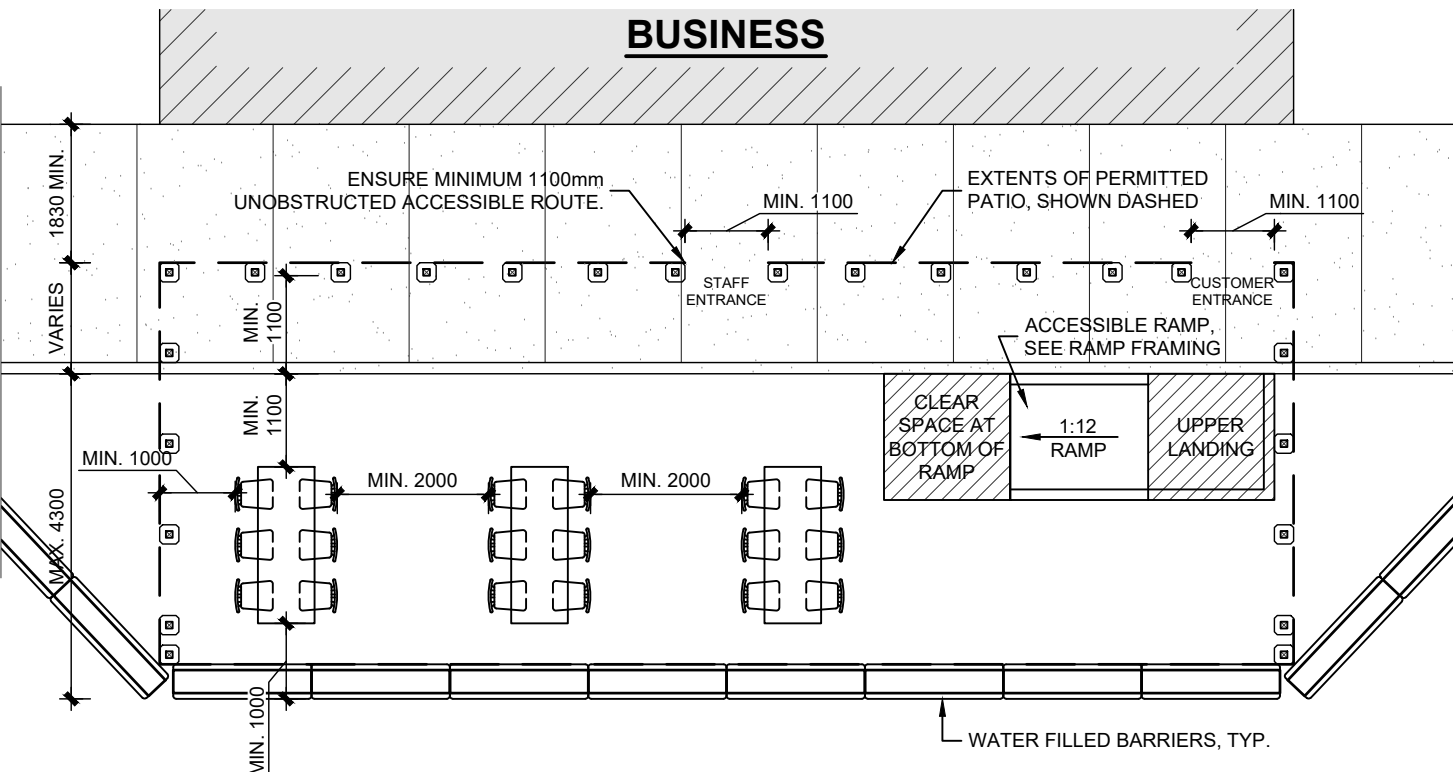 BUSINESS
1830 MIN.
ENSURE MINIMUM 1100mm
UNOBSTRUCTED ACCESSIBLE ROUTE.
MIN. 1100
EXTENTS OF PERMITTED
PATIO, SHOWN DASHED
MIN. 1100
VARIES
MIN.
1100
STAFF
ENTRANCE
CUSTOMER
ENTRANCE
ACCESSIBLE RAMP,
SEE RAMP FRAMING
MIN.
1100
CLEAR
SPACE AT
BOTTOM OF
RAMP
1:12
RAMP
UPPER
LANDING
MIN. 1000
MIN. 2000
MIN. 2000
MAX. 4300
MIN. 1000
WATER FILLED BARRIERS, TYP.